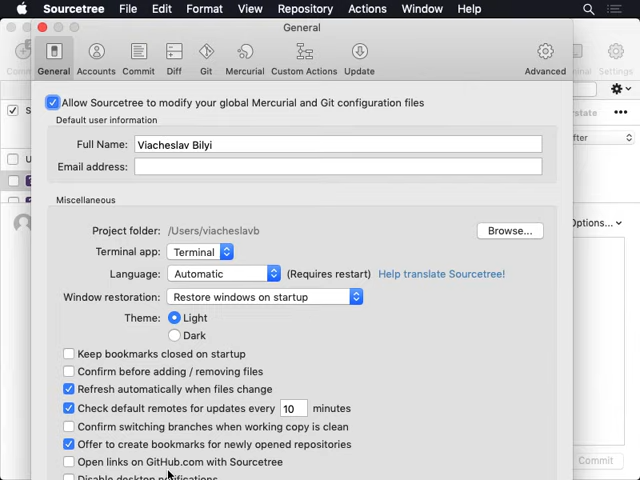 Sourcetree File Edit Format View Repository Actions Window Help
General
General Accounts Commit Diff Git Mercurial Custom Actions Update Advanced Settings
Allow Sourcetree to modify your global Mercurial and Git configuration files
Default user information
Full Name: Viacheslav Bilyi
Email address:
Miscellaneous
Project folder: /Users/viacheslavb Browse...
Terminal app: Terminal
Language: Automatic (Requires restart) Help translate Sourcetree!
Window restoration: Restore windows on startup
Theme: Light
Dark
Keep bookmarks closed on startup
Confirm before adding / removing files
Refresh automatically when files change
Check default remotes for updates every 10 minutes
Confirm switching branches when working copy is clean
Offer to create bookmarks for newly opened repositories
Open links on GitHub.com with Sourcetree
Disable desktop notifications
Options...
Commit